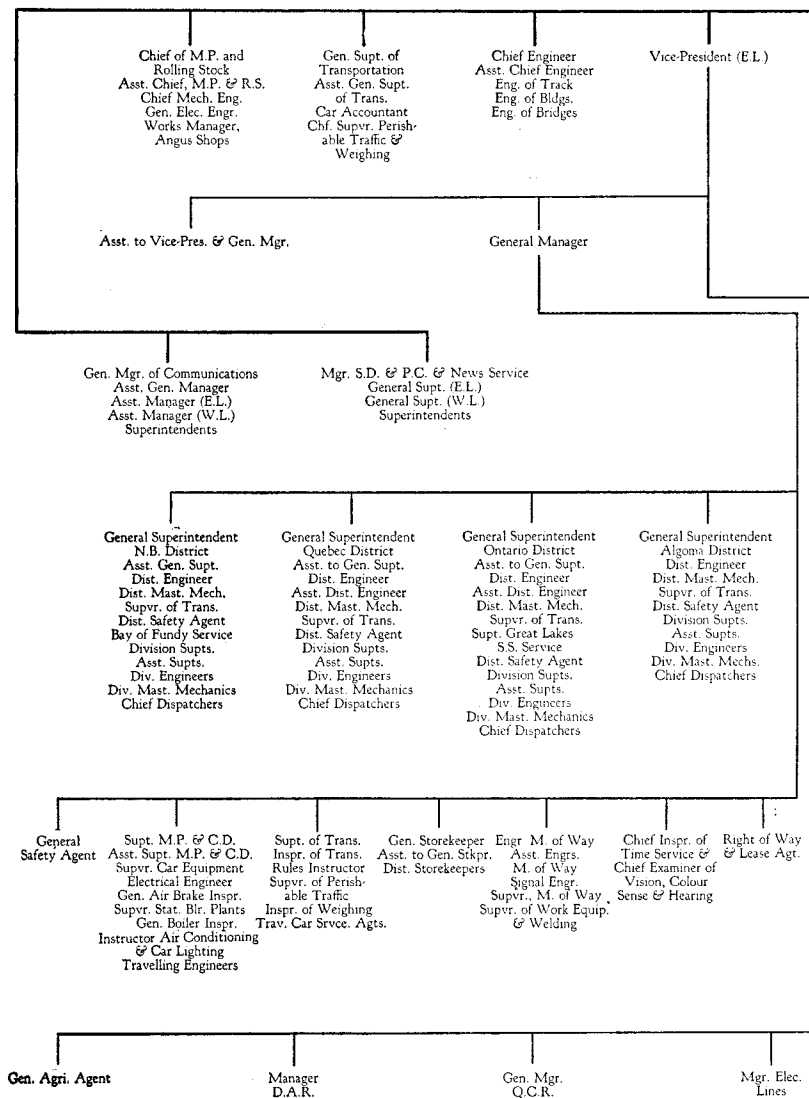 Chief of M.P. and
Rolling Stock
Asst. Chief, M.P. & R.S.
Chief Mech. Eng.
Gen. Elec. Engr.
Works Manager,
Angus Shops
Gen. Supt. of
Transportation
Asst. Gen. Supt.
of Trans.
Car Accountant
Chf. Supvr. Perish-
able Traffic &
Weighing
Chief Engineer
Asst. Chief Engineer
Eng. of Track
Eng. of Bldgs.
Eng. of Bridges
Vice-President (E.L.)
Asst. to Vice-Pres. & Gen. Mgr.
General Manager
Gen. Mgr. of Communications
Asst. Gen. Manager
Asst. Manager (E.L.)
Asst. Manager (W.L.)
Superintendents
Mgr. S.D. & P.C. & News Service
General Supt. (E.L.)
General Supt. (W.L.)
Superintendents
General Superintendent
N.B. District
Asst. Gen. Supt.
Dist. Engineer
Dist. Mast. Mech.
Supvr. of Trans.
Dist. Safety Agent
Bay of Fundy Service
Division Supts.
Asst. Supts.
Div. Engineers
Div. Mast. Mechanics
Chief Dispatchers
General Superintendent
Quebec District
Asst. to Gen. Supt.
Dist. Engineer
Asst. Dist. Engineer
Dist. Mast. Mech.
Supvr. of Trans.
Dist. Safety Agent
Division Supts.
Asst. Supts.
Div. Engineers
Div. Mast. Mechanics
Chief Dispatchers
General Superintendent
Ontario District
Asst. to Gen. Supt.
Dist. Engineer
Asst. Dist. Engineer
Dist. Mast. Mech.
Supvr. of Trans.
Supt. Great Lakes
S.S. Service
Dist. Safety Agent
Division Supts.
Asst. Supts.
Div. Engineers
Div. Mast. Mechanics
Chief Dispatchers
General Superintendent
Algoma District
Dist. Engineer
Dist. Mast. Mech.
Supvr. of Trans.
Dist. Safety Agent
Division Supts.
Asst. Supts.
Div. Engineers
Div. Mast. Mechs.
Chief Dispatchers
General
Safety Agent
Supt. M.P. & C.D.
Asst. Supt. M.P. & C.D.
Supvr. Car Equipment
Electrical Engineer
Gen. Air Brake Inspr.
Supvr. Stat. Blr. Plants
Gen. Boiler Inspr.
Instructor Air Conditioning
& Car Lighting
Travelling Engineers
Supt. of Trans.
Inspr. of Trans.
Rules Instructor
Supvr. of Perish-
able Traffic
Inspr. of Weighing
Trav. Car Srvce. Agts.
Gen. Storekeeper
Asst. to Gen. Stkpr.
Dist. Storekeepers
Engr M. of Way
Asst. Engrs.
M. of Way
Signal Engr.
Supvr., M. of Way
Supvr. of Work Equip.
& Welding
Chief Inspr. of
Time Service &
Chief Examiner of
Vision, Colour
Sense & Hearing
Right of Way
& Lease Agt.
Gen. Agri. Agent
Manager
D.A.R.
Gen. Mgr.
Q.C.R.
Mgr. Elec.
Lines